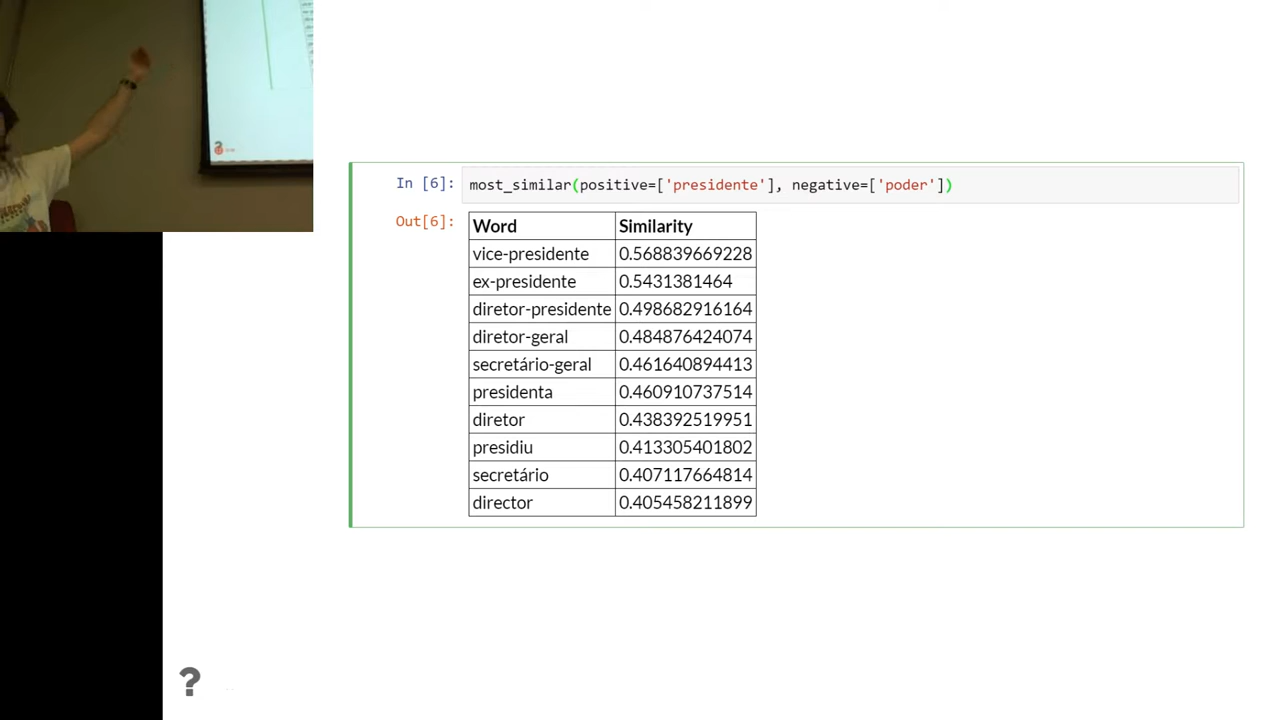 In [6]: most_similar(positive=['presidente'], negative=['poder'])
Out[6]:
Word Similarity
vice-presidente 0.568839669228
ex-presidente 0.5431381464
diretor-presidente 0.498682916164
diretor-geral 0.484876424074
secretário-geral 0.461640894413
presidenta 0.460910737514
diretor 0.438392519951
presidiu 0.413305401802
secretário 0.407117664814
director 0.405458211899
?